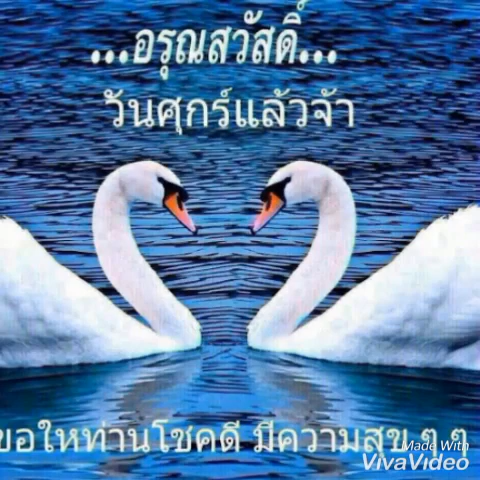 ...อรุณสวัสดิ์...
วันศุกร์แล้วจ้า
ขอให้ท่านโชคดี มีความสุข ๆ ๆ
Made With
VivaVideo